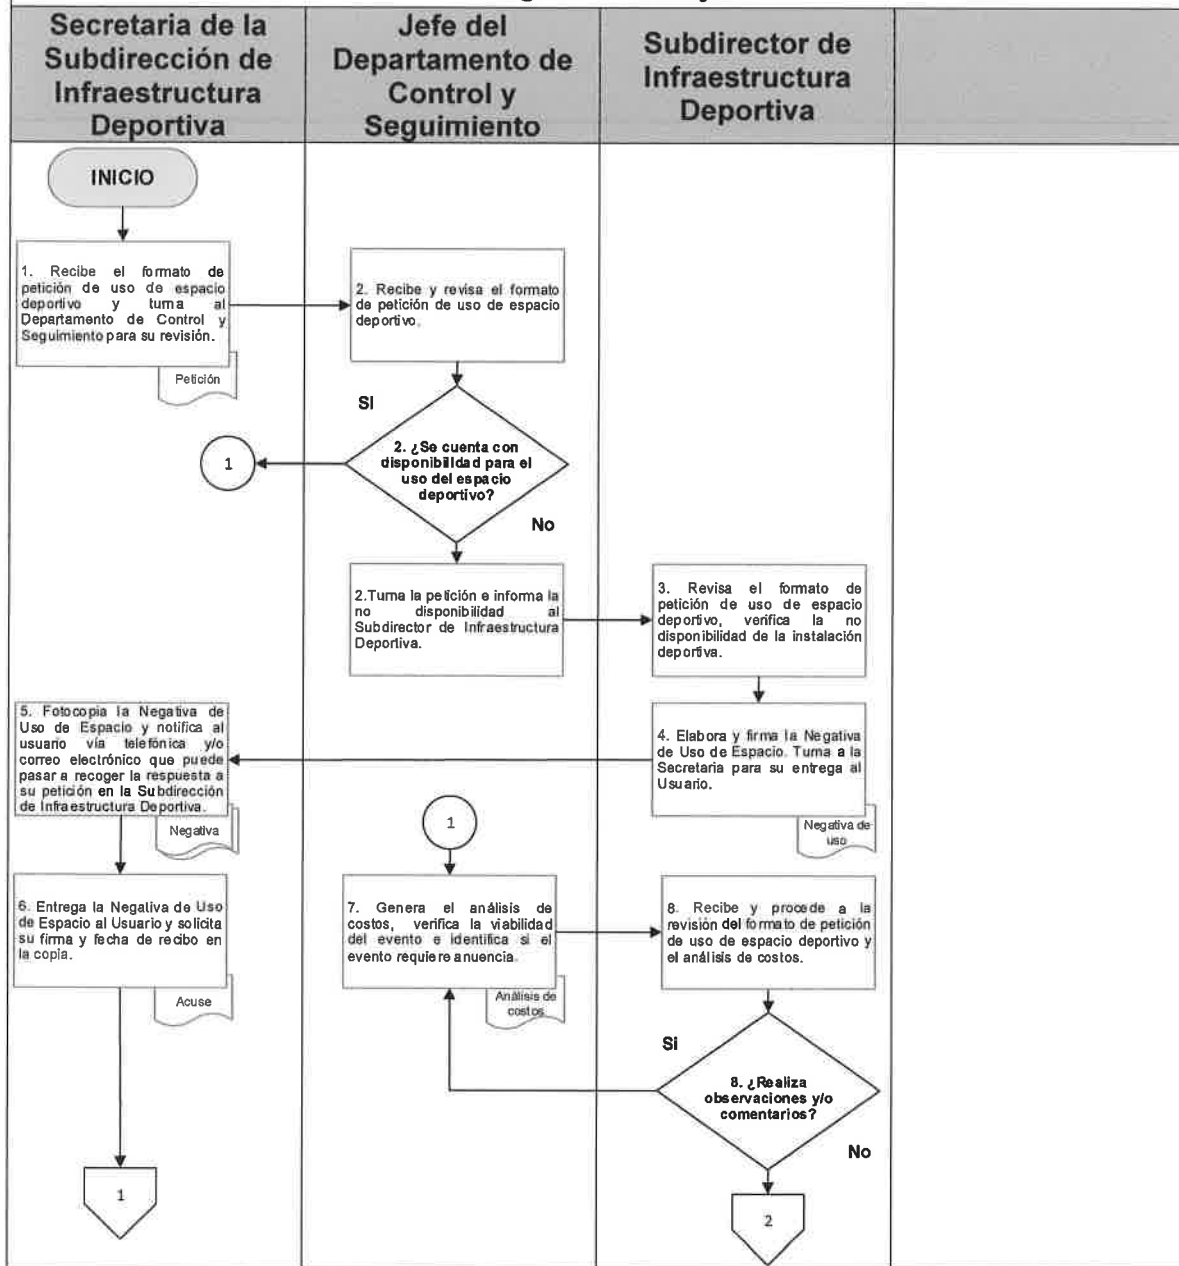 Secretaria de la
Subdirección de
Infraestructura
Deportiva
Jefe del
Departamento de
Control y
Seguimiento
Subdirector de
Infraestructura
Deportiva
INICIO
1. Recibe el formato de
petición de uso de espacio
deportivo y turna al
Departamento de Control y
Seguimiento para su revisión.
Petición
2. Recibe y revisa el formato
de petición de uso de espacio
deportivo.
Si
2. ¿Se cuenta con
disponibilidad para el
uso del espacio
deportivo?
1
No
2.Turna la petición e informa la
no disponibilidad al
Subdirector de Infraestructura
Deportiva.
3. Revisa el formato de
petición de uso de espacio
deportivo, verifica la no
disponibilidad de la instalación
deportiva.
4. Elabora y firma la Negativa
de Uso de Espacio. Turna a la
Secretaria para su entrega al
Usuario.
Negativa de
uso
5. Fotocopia la Negativa de
Uso de Espacio y notifica al
usuario vía telefónica y/o
correo electrónico que puede
pasar a recoger la respuesta a
su petición en la Subdirección
de Infraestructura Deportiva.
Negativa
6. Entrega la Negativa de Uso
de Espacio al Usuario y solicita
su firma y fecha de recibo en
la copia.
Acuse
1
1
7. Genera el análisis de
costos, verifica la viabilidad
del evento e identifica si el
evento requiere anuencia.
Análisis de
costos
8. Recibe y procede a la
revisión del formato de petición
de uso de espacio deportivo y
el análisis de costos.
Si
8. ¿Realiza
observaciones y/o
comentarios?
No
2